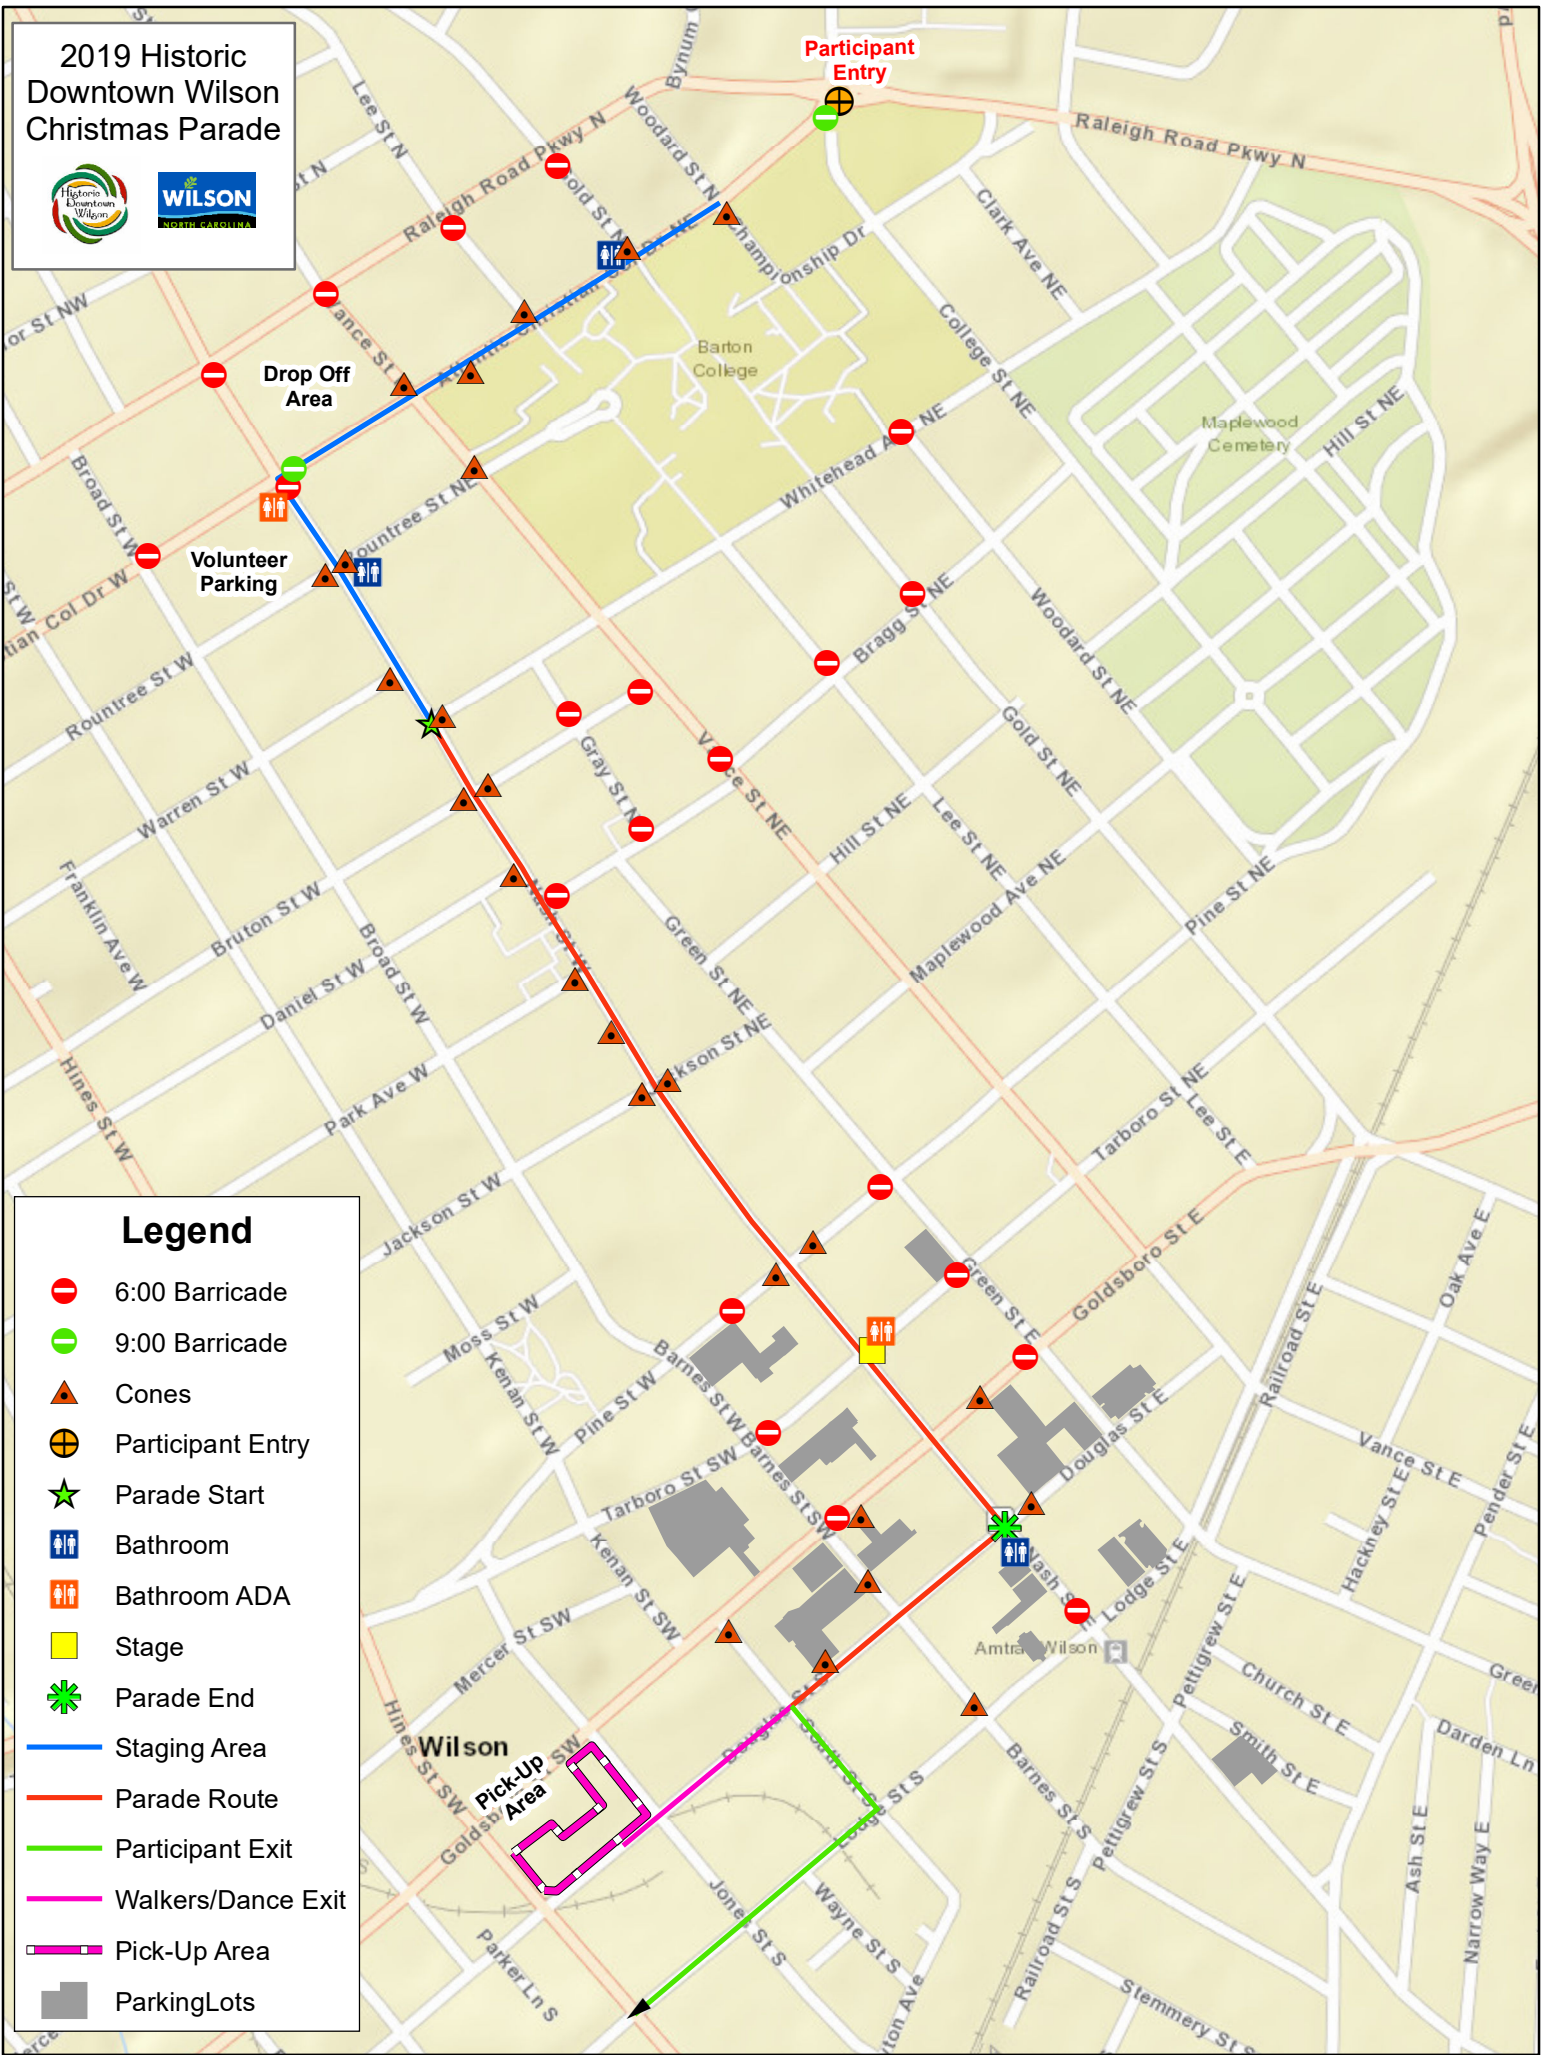 2019 Historic
Downtown Wilson
Christmas Parade
Historic
Downtown
Wilson
WILSON
NORTH CAROLINA
Participant
Entry
Bynum
Lee St N
Woodard St N
Raleigh Road Pkwy N
Raleigh Road Pkwy N
Championship Dr
Clark Ave NE
College St NE
Barton
College
Maplewood
Cemetery
Hill St NE
Drop Off
Area
Broad St W
Rountree St NE
Whitehead A NE
Volunteer
Parking
tian Col Dr W
Rountree St W
Bragg St NE
Woodard St NE
Gold St NE
Gray St N
Warren St W
Hill St NE
Lee St NE
Maplewood Ave NE
Pine St NE
Franklin Ave W
Bruton St W
Broad St W
Daniel St W
Green St NE
Hines St W
Park Ave W
Tarboro St NE
Lee St E
Jackson St W
Goldsboro St E
Oak Ave E
Moss St W
Kenan St W
Pine St W
Barnes St W
Green St E
Railroad St E
Tarboro St SW
Barnes St SW
Douglas St E
Vance St E
Hackney St E
Pender St E
Kenan St SW
Mercer St SW
Lodge St E
Pettigrew St E
Church St E
Darden Ln
Smith St E
Hines St SW
Wilson
Pick-Up
Area
South St S
Lodge St S
Barnes St S
Pettigrew St S
Ash St E
Narrow Way E
Jones St S
Wayne St S
Parker Ln S
Railroad St S
Stemmery St S
Legend
6:00 Barricade
9:00 Barricade
Cones
Participant Entry
Parade Start
Bathroom
Bathroom ADA
Stage
Parade End
Staging Area
Parade Route
Participant Exit
Walkers/Dance Exit
Pick-Up Area
ParkingLots